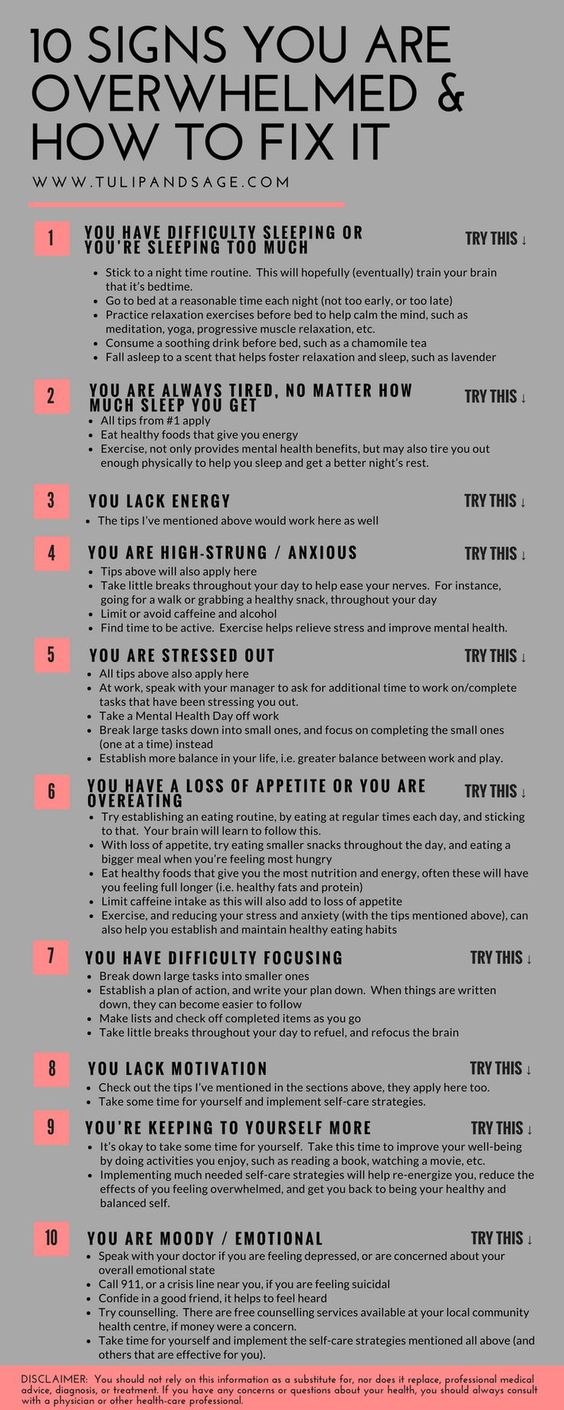 10 SIGNS YOU ARE
OVERWHELMED &
HOW TO FIX IT
WWW.TULIPANDSAGE.COM
1
YOU HAVE DIFFICULTY SLEEPING OR
YOU'RE SLEEPING TOO MUCH
TRY THIS ↓
• Stick to a night time routine. This will hopefully (eventually) train your brain
that it's bedtime.
• Go to bed at a reasonable time each night (not too early, or too late)
• Practice relaxation exercises before bed to help calm the mind, such as
meditation, yoga, progressive muscle relaxation, etc.
• Consume a soothing drink before bed, such as a chamomile tea
• Fall asleep to a scent that helps foster relaxation and sleep, such as lavender
2
YOU ARE ALWAYS TIRED, NO MATTER HOW
MUCH SLEEP YOU GET
TRY THIS ↓
• All tips from #1 apply
• Eat healthy foods that give you energy
• Exercise, not only provides mental health benefits, but may also tire you out
enough physically to help you sleep and get a better night's rest.
3
YOU LACK ENERGY
TRY THIS ↓
• The tips I've mentioned above would work here as well
4
YOU ARE HIGH-STRUNG / ANXIOUS
TRY THIS ↓
• Tips above will also apply here
• Take little breaks throughout your day to help ease your nerves. For instance,
going for a walk or grabbing a healthy snack, throughout your day
• Limit or avoid caffeine and alcohol
• Find time to be active. Exercise helps relieve stress and improve mental health.
5
YOU ARE STRESSED OUT
TRY THIS ↓
• All tips above also apply here
• At work, speak with your manager to ask for additional time to work on/complete
tasks that have been stressing you out.
• Take a Mental Health Day off work
• Break large tasks down into small ones, and focus on completing the small ones
(one at a time) instead
• Establish more balance in your life, i.e. greater balance between work and play.
6
YOU HAVE A LOSS OF APPETITE OR YOU ARE
OVEREATING
TRY THIS ↓
• Try establishing an eating routine, by eating at regular times each day, and sticking
to that. Your brain will learn to follow this.
• With loss of appetite, try eating smaller snacks throughout the day, and eating a
bigger meal when you're feeling most hungry
• Eat healthy foods that give you the most nutrition and energy, often these will have
you feeling full longer (i.e. healthy fats and protein)
• Limit caffeine intake as this will also add to loss of appetite
• Exercise, and reducing your stress and anxiety (with the tips mentioned above), can
also help you establish and maintain healthy eating habits
7
YOU HAVE DIFFICULTY FOCUSING
TRY THIS ↓
• Break down large tasks into smaller ones
• Establish a plan of action, and write your plan down. When things are written
down, they can become easier to follow
• Make lists and check off completed items as you go
• Take little breaks throughout your day to refuel, and refocus the brain
8
YOU LACK MOTIVATION
TRY THIS ↓
• Check out the tips I've mentioned in the sections above, they apply here too.
• Take some time for yourself and implement self-care strategies.
9
YOU'RE KEEPING TO YOURSELF MORE
TRY THIS ↓
• It's okay to take some time for yourself. Take this time to improve your well-being
by doing activities you enjoy, such as reading a book, watching a movie, etc.
• Implementing much needed self-care strategies will help re-energize you, reduce the
effects of you feeling overwhelmed, and get you back to being your healthy and
balanced self.
10
YOU ARE MOODY / EMOTIONAL
TRY THIS ↓
• Speak with your doctor if you are feeling depressed, or are concerned about your
overall emotional state
• Call 911, or a crisis line near you, if you are feeling suicidal
• Confide in a good friend, it helps to feel heard
• Try counselling. There are free counselling services available at your local community
health centre, if money were a concern.
• Take time for yourself and implement the self-care strategies mentioned all above (and
others that are effective for you).
DISCLAIMER: You should not rely on this information as a substitute for, nor does it replace, professional medical
advice, diagnosis, or treatment. If you have any concerns or questions about your health, you should always consult
with a physician or other health-care professional.